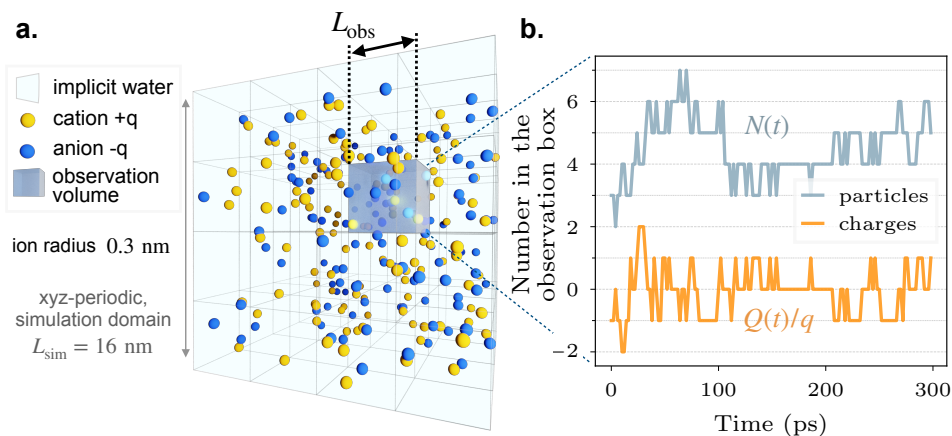 a.
L_obs
implicit water
cation +q
anion -q
observation
volume
ion radius 0.3 nm
xyz-periodic,
simulation domain
L_sim = 16 nm
b.
Number in the
observation box
6
4
2
0
−2
N(t)
particles
charges
Q(t)/q
0
100
200
300
Time (ps)